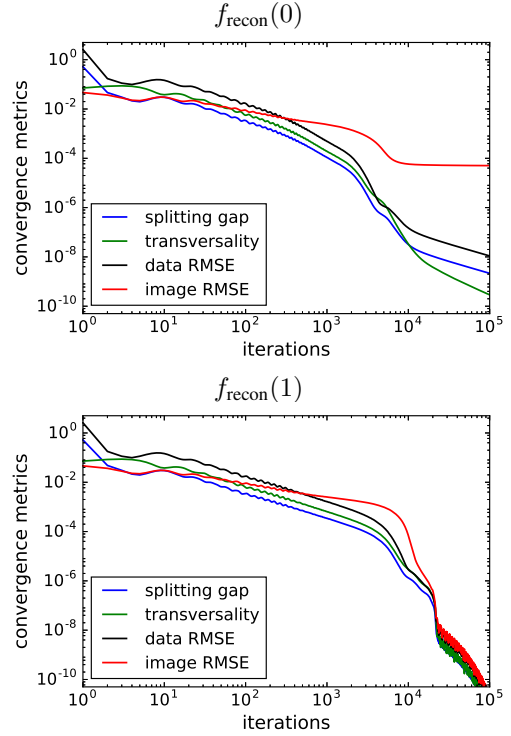 f_recon(0)
convergence metrics
10^0
10^-2
10^-4
10^-6
10^-8
10^-10
splitting gap
transversality
data RMSE
image RMSE
10^0 10^1 10^2 10^3 10^4 10^5
iterations
f_recon(1)
convergence metrics
10^0
10^-2
10^-4
10^-6
10^-8
10^-10
splitting gap
transversality
data RMSE
image RMSE
10^0 10^1 10^2 10^3 10^4 10^5
iterations